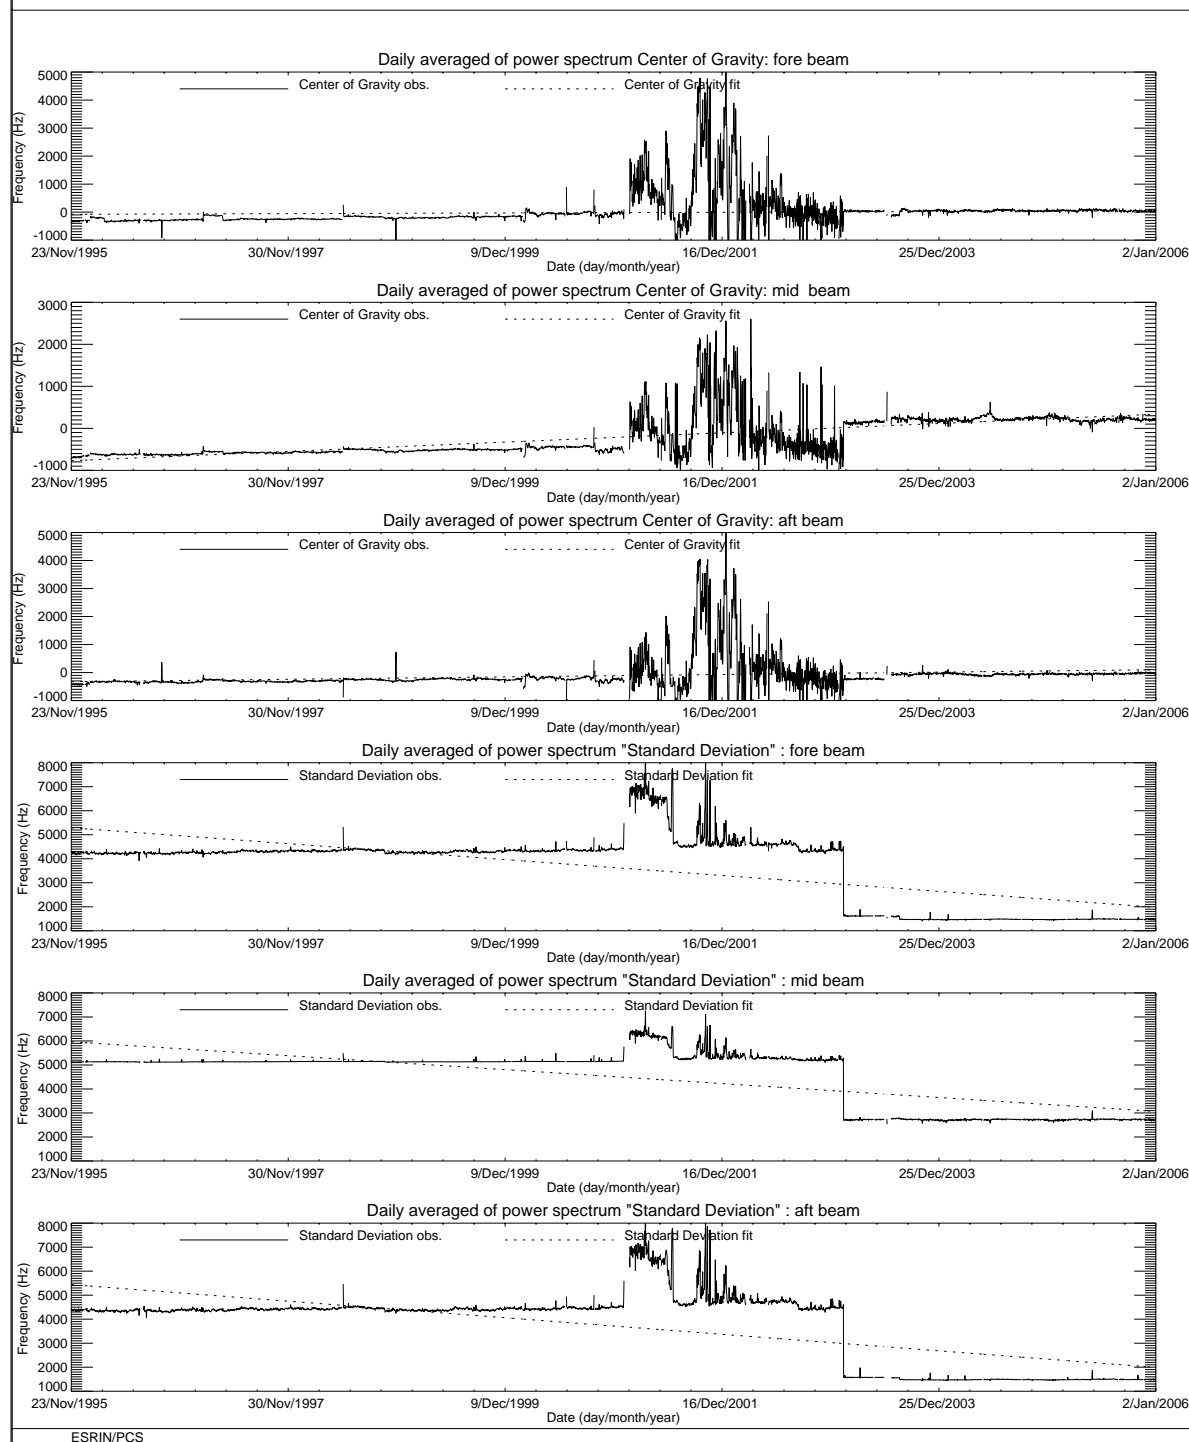 Daily averaged of power spectrum Center of Gravity: fore beam
5000
4000
3000
2000
1000
0
-1000
Frequency (Hz)
Center of Gravity obs.
Center of Gravity fit
23/Nov/1995
30/Nov/1997
9/Dec/1999
16/Dec/2001
25/Dec/2003
2/Jan/2006
Date (day/month/year)
Daily averaged of power spectrum Center of Gravity: mid beam
3000
2000
1000
0
-1000
Frequency (Hz)
Center of Gravity obs.
Center of Gravity fit
23/Nov/1995
30/Nov/1997
9/Dec/1999
16/Dec/2001
25/Dec/2003
2/Jan/2006
Date (day/month/year)
Daily averaged of power spectrum Center of Gravity: aft beam
5000
4000
3000
2000
1000
0
-1000
Frequency (Hz)
Center of Gravity obs.
Center of Gravity fit
23/Nov/1995
30/Nov/1997
9/Dec/1999
16/Dec/2001
25/Dec/2003
2/Jan/2006
Date (day/month/year)
Daily averaged of power spectrum "Standard Deviation" : fore beam
8000
7000
6000
5000
4000
3000
2000
1000
Frequency (Hz)
Standard Deviation obs.
Standard Deviation fit
23/Nov/1995
30/Nov/1997
9/Dec/1999
16/Dec/2001
25/Dec/2003
2/Jan/2006
Date (day/month/year)
Daily averaged of power spectrum "Standard Deviation" : mid beam
8000
7000
6000
5000
4000
3000
2000
1000
Frequency (Hz)
Standard Deviation obs.
Standard Deviation fit
23/Nov/1995
30/Nov/1997
9/Dec/1999
16/Dec/2001
25/Dec/2003
2/Jan/2006
Date (day/month/year)
Daily averaged of power spectrum "Standard Deviation" : aft beam
8000
7000
6000
5000
4000
3000
2000
1000
Frequency (Hz)
Standard Deviation obs.
Standard Deviation fit
23/Nov/1995
30/Nov/1997
9/Dec/1999
16/Dec/2001
25/Dec/2003
2/Jan/2006
Date (day/month/year)
ESRIN/PCS